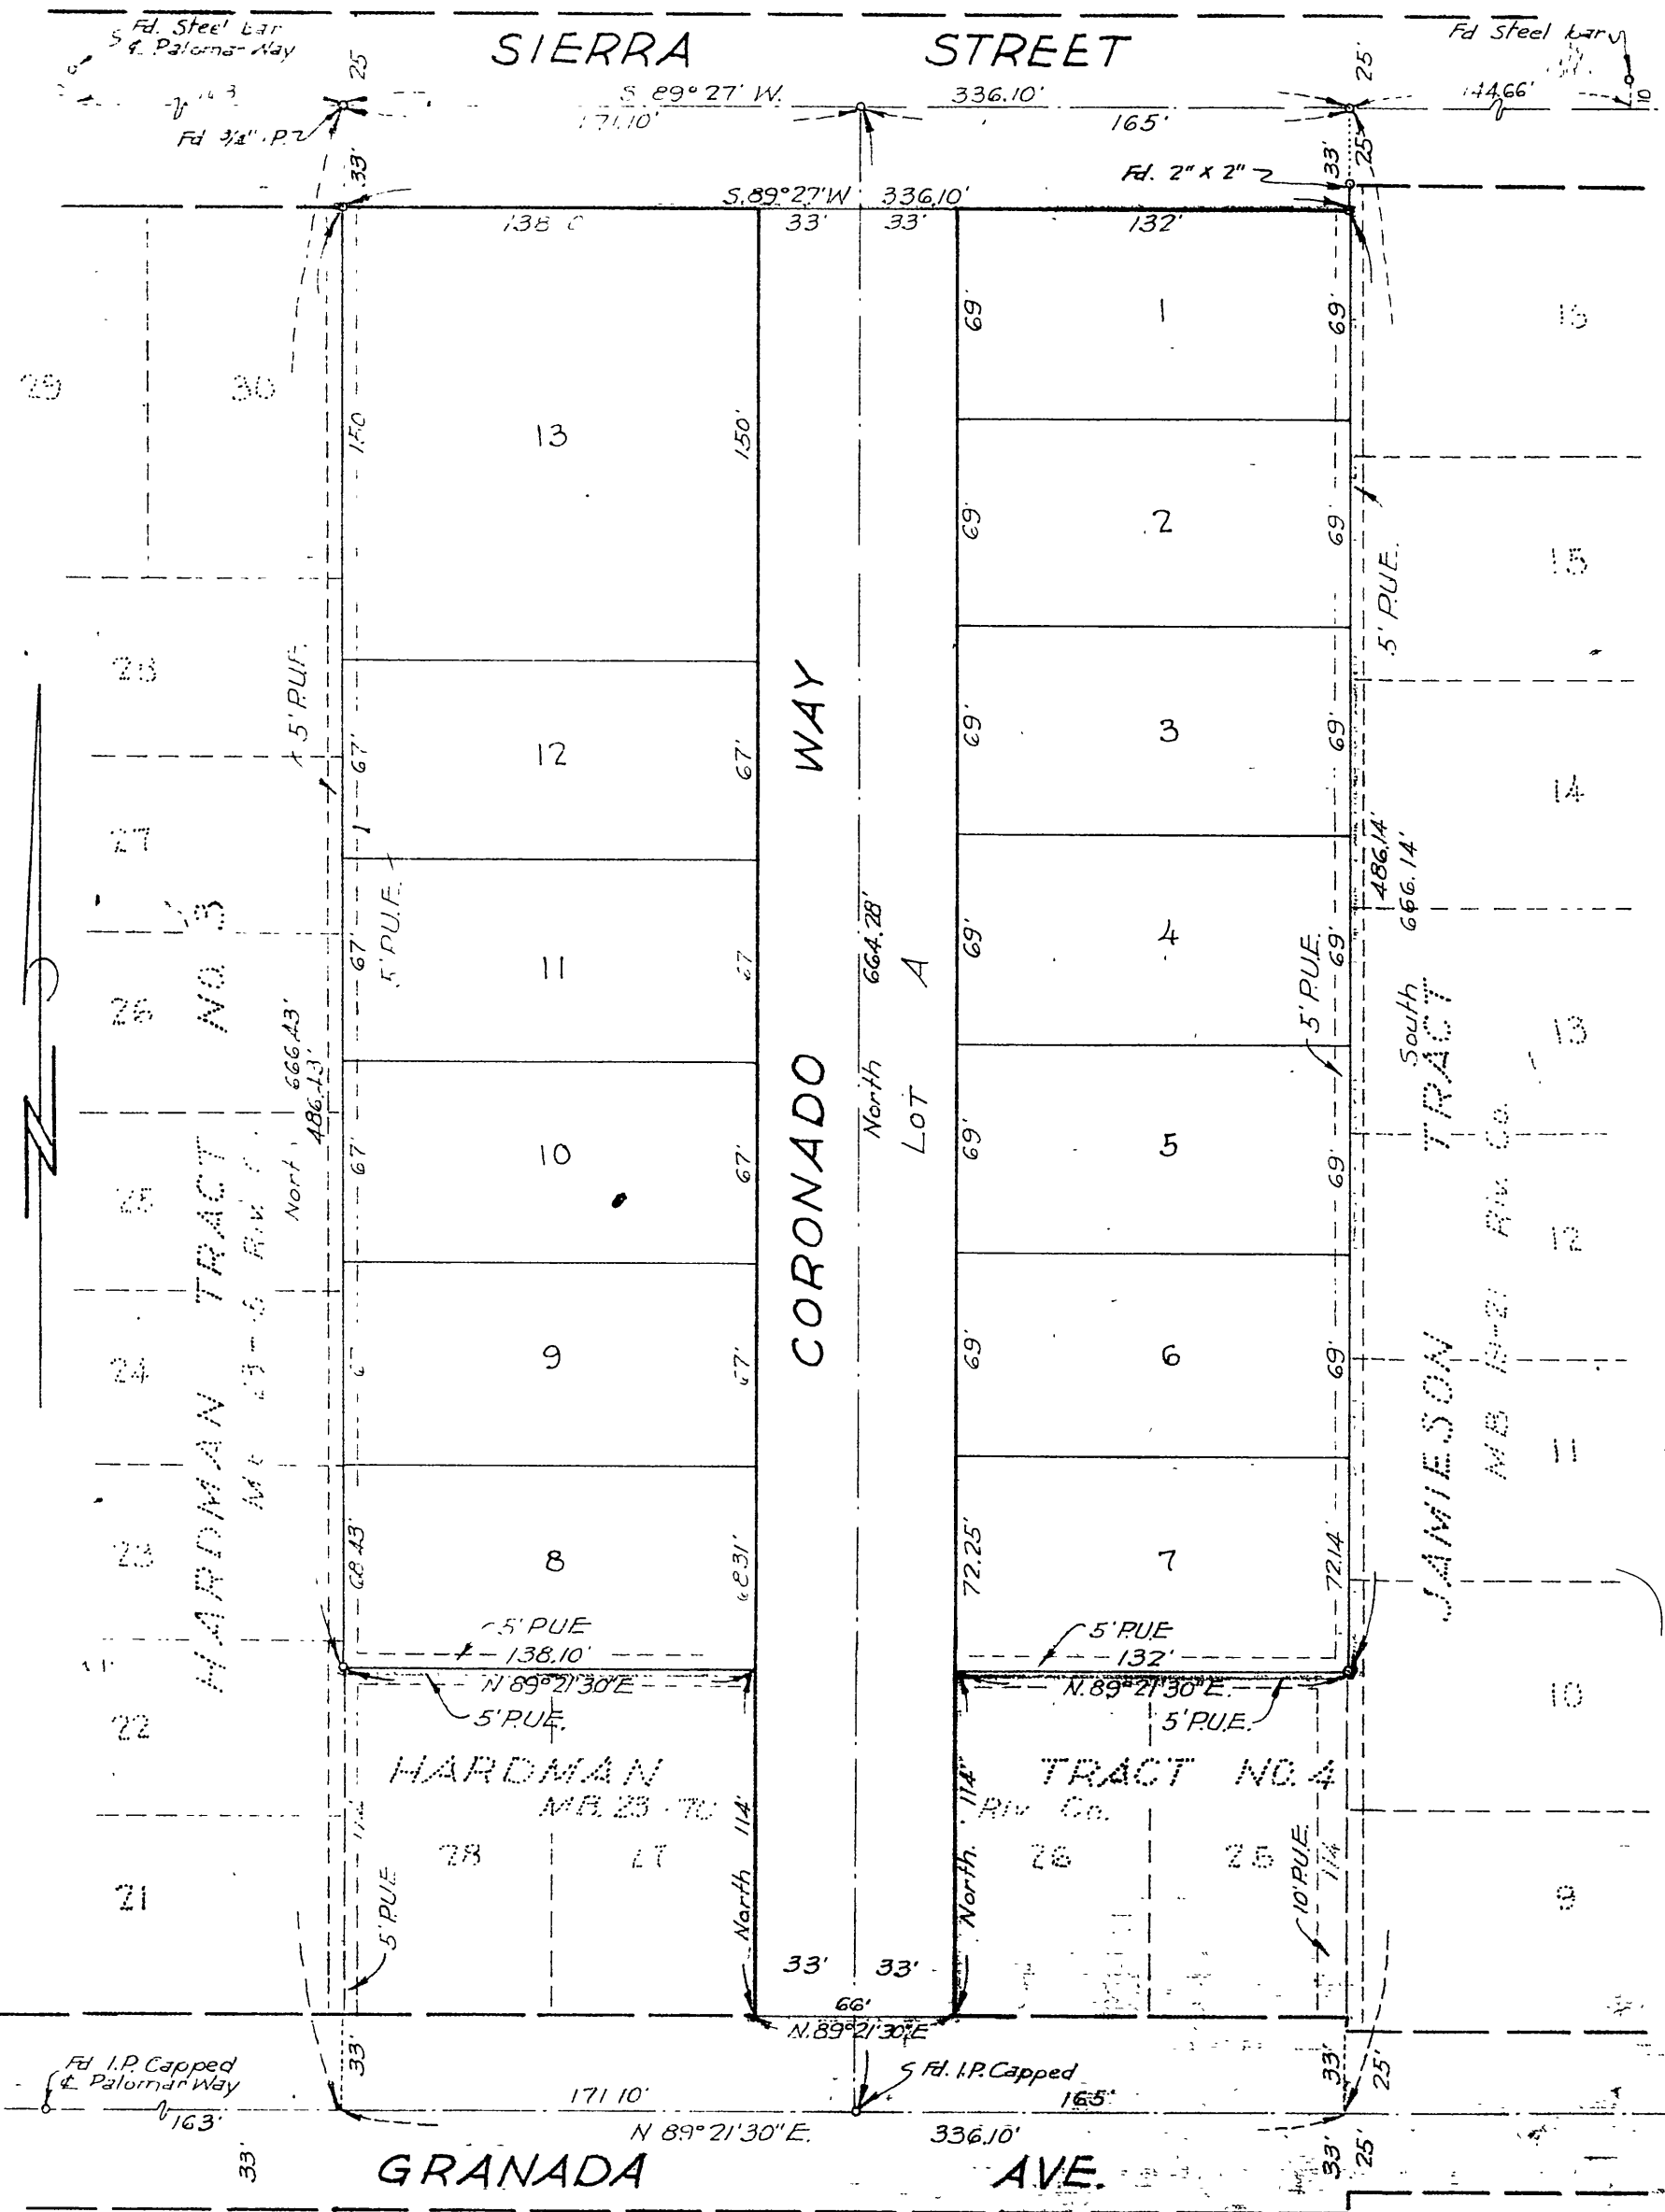 SIERRA STREET
Fd. Steel bar
℄ Palomar Way
25'
Fd Steel bar
25'
S. 89°27' W. 336.10'
144.66'
10
171.10'
165'
Fd 3/4" I.P.
33'
Fd. 2" X 2"
33'
25'
S.89°27'W 336.10'
138
33'
33'
132'
29
30
150
13
150'
69'
1
69'
16
69'
2
69'
15
5' P.U.E.
28
5' P.U.E.
67'
12
67'
69'
3
69'
14
27
67'
11
67
5' P.U.E.
69'
4
69'
5' P.U.E.
486.14'
South 666.14'
26
13
North 666.43'
486.13'
67'
10
67'
69'
5
69'
25
12
9
67'
69'
6
69'
24
11
68.43'
8
68.31'
72.25'
7
72.14'
23
CORONADO WAY
North 664.28'
LOT A
HARDMAN TRACT NO. 3
JAMIESON TRACT
M B Riv. Co.
N
5' P.U.E
138.10'
N 89°21'30"E
5' P.U.E.
5' P.U.E
132'
N.89°21'30"E.
5' P.U.E.
22
10
HARDMAN TRACT NO. 4
M.B. 23 - 70 Riv Co.
North 114'
North 114'
114
28
27
26
25
21
9
5' P.U.E
10' P.U.E.
33'
33'
66'
N.89°21'30"E
Fd I.P. Capped
℄ Palomar Way
33'
Fd. I.P. Capped
33'
25'
163'
171.10'
165'
N 89°21'30"E. 336.10'
33'
33'
25'
GRANADA AVE.